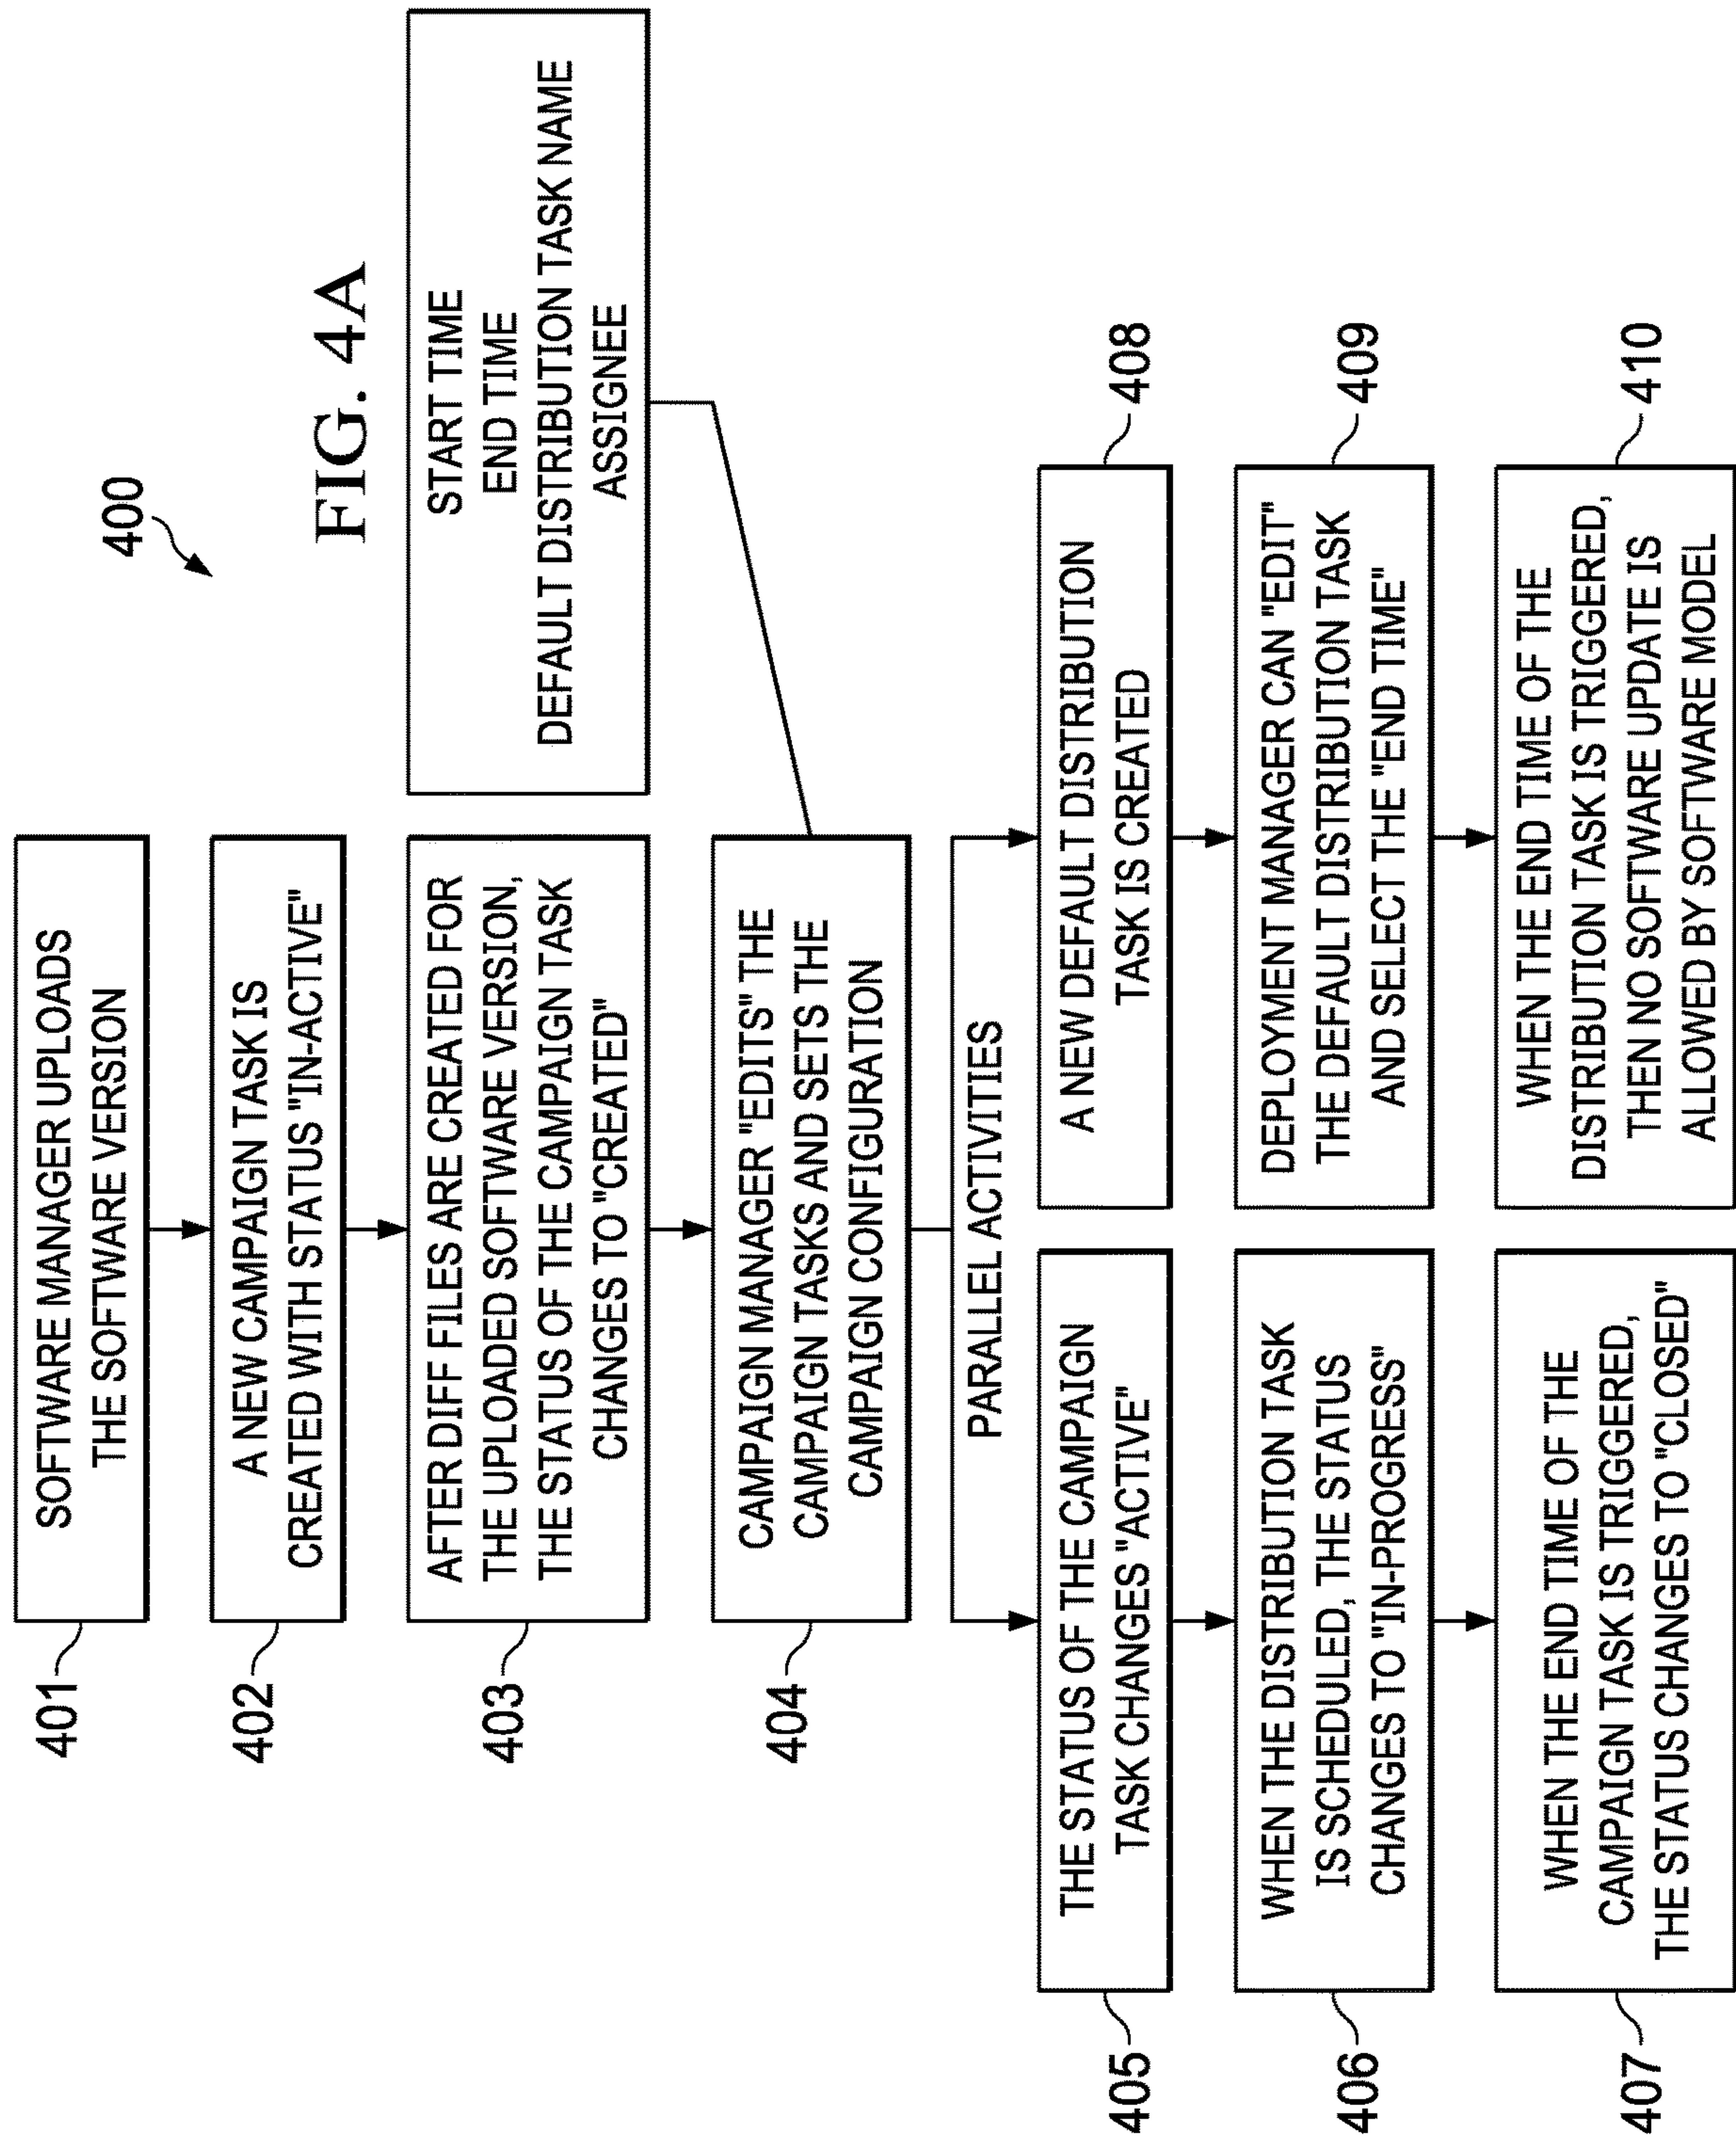 400
FIG. 4A
401
SOFTWARE MANAGER UPLOADS
THE SOFTWARE VERSION
402
A NEW CAMPAIGN TASK IS
CREATED WITH STATUS "IN-ACTIVE"
403
AFTER DIFF FILES ARE CREATED FOR
THE UPLOADED SOFTWARE VERSION,
THE STATUS OF THE CAMPAIGN TASK
CHANGES TO "CREATED"
START TIME
END TIME
DEFAULT DISTRIBUTION TASK NAME
ASSIGNEE
404
CAMPAIGN MANAGER "EDITS" THE
CAMPAIGN TASKS AND SETS THE
CAMPAIGN CONFIGURATION
PARALLEL ACTIVITIES
405
THE STATUS OF THE CAMPAIGN
TASK CHANGES "ACTIVE"
406
WHEN THE DISTRIBUTION TASK
IS SCHEDULED, THE STATUS
CHANGES TO "IN-PROGRESS"
407
WHEN THE END TIME OF THE
CAMPAIGN TASK IS TRIGGERED,
THE STATUS CHANGES TO "CLOSED"
408
A NEW DEFAULT DISTRIBUTION
TASK IS CREATED
409
DEPLOYMENT MANAGER CAN "EDIT"
THE DEFAULT DISTRIBUTION TASK
AND SELECT THE "END TIME"
410
WHEN THE END TIME OF THE
DISTRIBUTION TASK IS TRIGGERED,
THEN NO SOFTWARE UPDATE IS
ALLOWED BY SOFTWARE MODEL